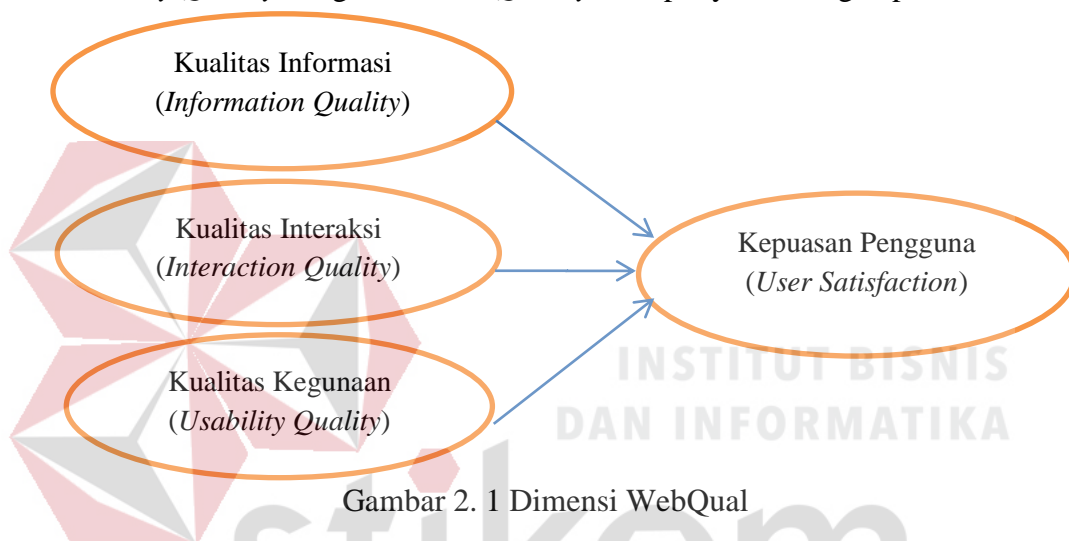 Kualitas Informasi
(Information Quality)
Kualitas Interaksi
(Interaction Quality)
Kepuasan Pengguna
(User Satisfaction)
Kualitas Kegunaan
(Usability Quality)
INSTITUT BISNIS
DAN INFORMATIKA
Gambar 2. 1 Dimensi WebQual
stikom